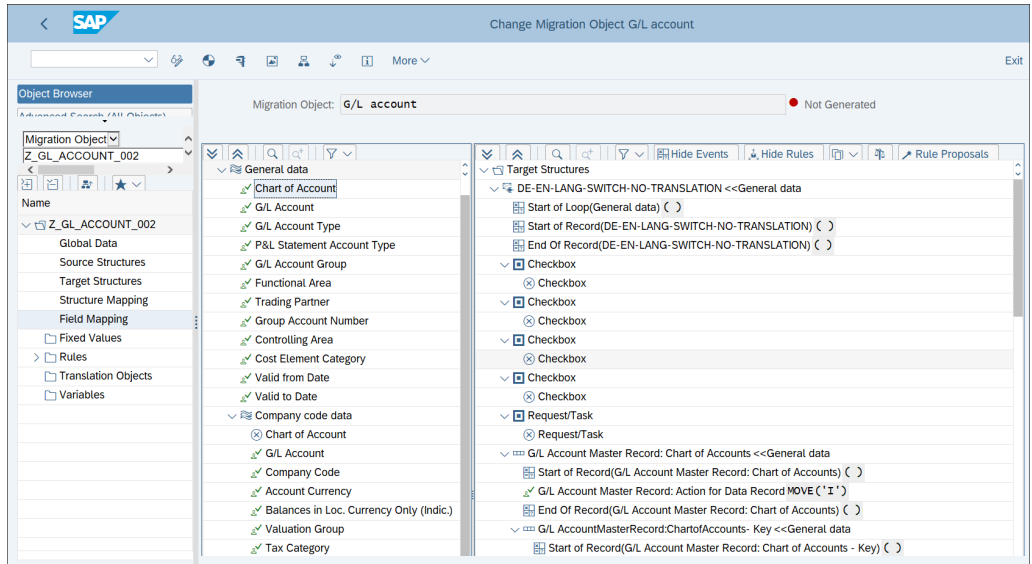 SAP
Change Migration Object G/L account
More
Exit
Object Browser
Advanced Search (All Objects)
Migration Object
Z_GL_ACCOUNT_002
Name
Z_GL_ACCOUNT_002
Global Data
Source Structures
Target Structures
Structure Mapping
Field Mapping
Fixed Values
Rules
Translation Objects
Variables
Migration Object: G/L account
Not Generated
General data
Chart of Account
G/L Account
G/L Account Type
P&L Statement Account Type
G/L Account Group
Functional Area
Trading Partner
Group Account Number
Controlling Area
Cost Element Category
Valid from Date
Valid to Date
Company code data
Chart of Account
G/L Account
Company Code
Account Currency
Balances in Loc. Currency Only (Indic.)
Valuation Group
Tax Category
Hide Events Hide Rules Rule Proposals
Target Structures
DE-EN-LANG-SWITCH-NO-TRANSLATION <<General data
Start of Loop(General data) ( )
Start of Record(DE-EN-LANG-SWITCH-NO-TRANSLATION) ( )
End Of Record(DE-EN-LANG-SWITCH-NO-TRANSLATION) ( )
Checkbox
Checkbox
Checkbox
Checkbox
Checkbox
Checkbox
Checkbox
Checkbox
Request/Task
Request/Task
G/L Account Master Record: Chart of Accounts <<General data
Start of Record(G/L Account Master Record: Chart of Accounts) ( )
G/L Account Master Record: Action for Data Record MOVE('I')
End Of Record(G/L Account Master Record: Chart of Accounts) ( )
G/L AccountMasterRecord:ChartofAccounts- Key <<General data
Start of Record(G/L Account Master Record: Chart of Accounts - Key) ( )